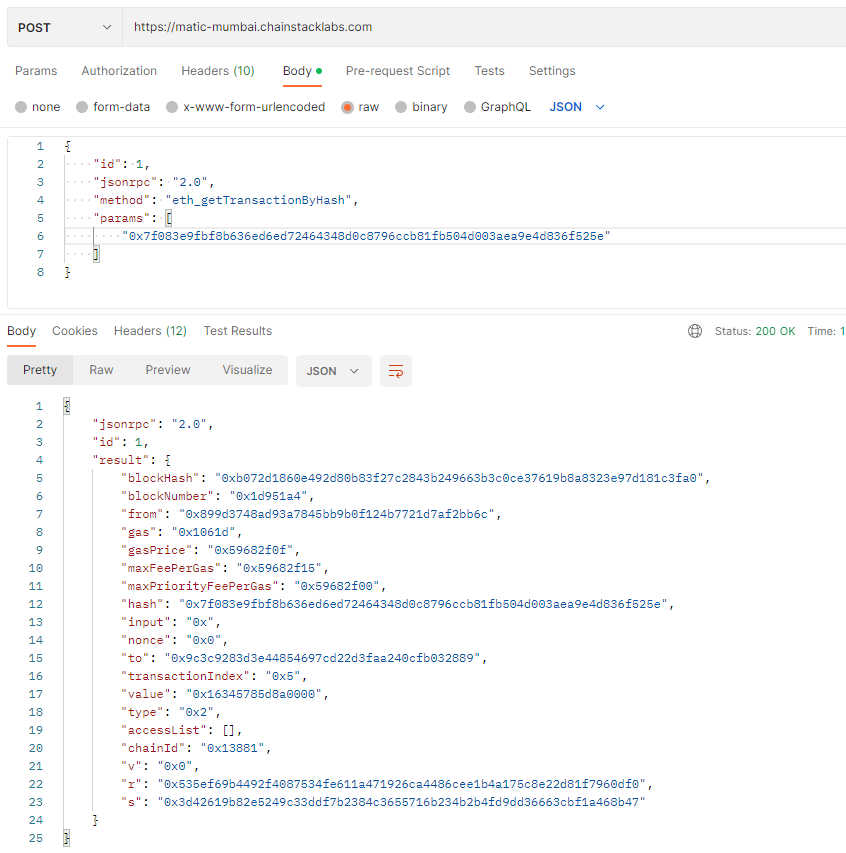 POST https://matic-mumbai.chainstacklabs.com
Params Authorization Headers (10) Body Pre-request Script Tests Settings
none form-data x-www-form-urlencoded raw binary GraphQL JSON
1 {
2 "id": 1,
3 "jsonrpc": "2.0",
4 "method": "eth_getTransactionByHash",
5 "params": [
6 "0x7f083e9fbf8b636ed6ed72464348d0c8796ccb81fb504d003aea9e4d836f525e"
7 ]
8 }
Body Cookies Headers (12) Test Results Status: 200 OK Time: 1
Pretty Raw Preview Visualize JSON
1 {
2 "jsonrpc": "2.0",
3 "id": 1,
4 "result": {
5 "blockHash": "0xb072d1860e492d80b83f27c2843b249663b3c0ce37619b8a8323e97d181c3fa0",
6 "blockNumber": "0x1d951a4",
7 "from": "0x899d3748ad93a7845bb9b0f124b7721d7af2bb6c",
8 "gas": "0x1061d",
9 "gasPrice": "0x59682f0f",
10 "maxFeePerGas": "0x59682f15",
11 "maxPriorityFeePerGas": "0x59682f00",
12 "hash": "0x7f083e9fbf8b636ed6ed72464348d0c8796ccb81fb504d003aea9e4d836f525e",
13 "input": "0x",
14 "nonce": "0x0",
15 "to": "0x9c3c9283d3e44854697cd22d3faa240cfb032889",
16 "transactionIndex": "0x5",
17 "value": "0x16345785d8a0000",
18 "type": "0x2",
19 "accessList": [],
20 "chainId": "0x13881",
21 "v": "0x0",
22 "r": "0x535ef69b4492f4087534fe611a471926ca4486cee1b4a175c8e22d81f7960df0",
23 "s": "0x3d42619b82e5249c33ddf7b2384c3655716b234b2b4fd9dd36663cbf1a468b47"
24 }
25 }